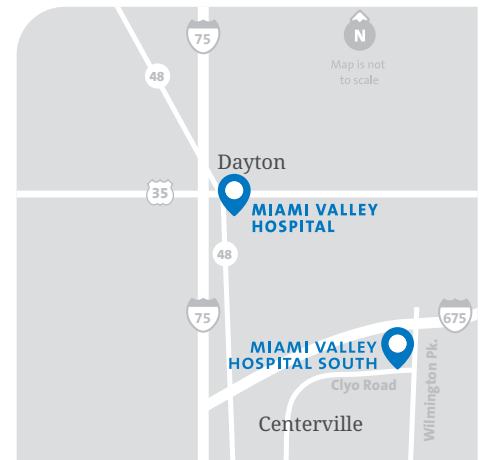 75
N
Map is not
to scale
48
Dayton
35
MIAMI VALLEY
HOSPITAL
48
75
675
MIAMI VALLEY
HOSPITAL SOUTH
Wilmington Pk.
Clyo Road
Centerville